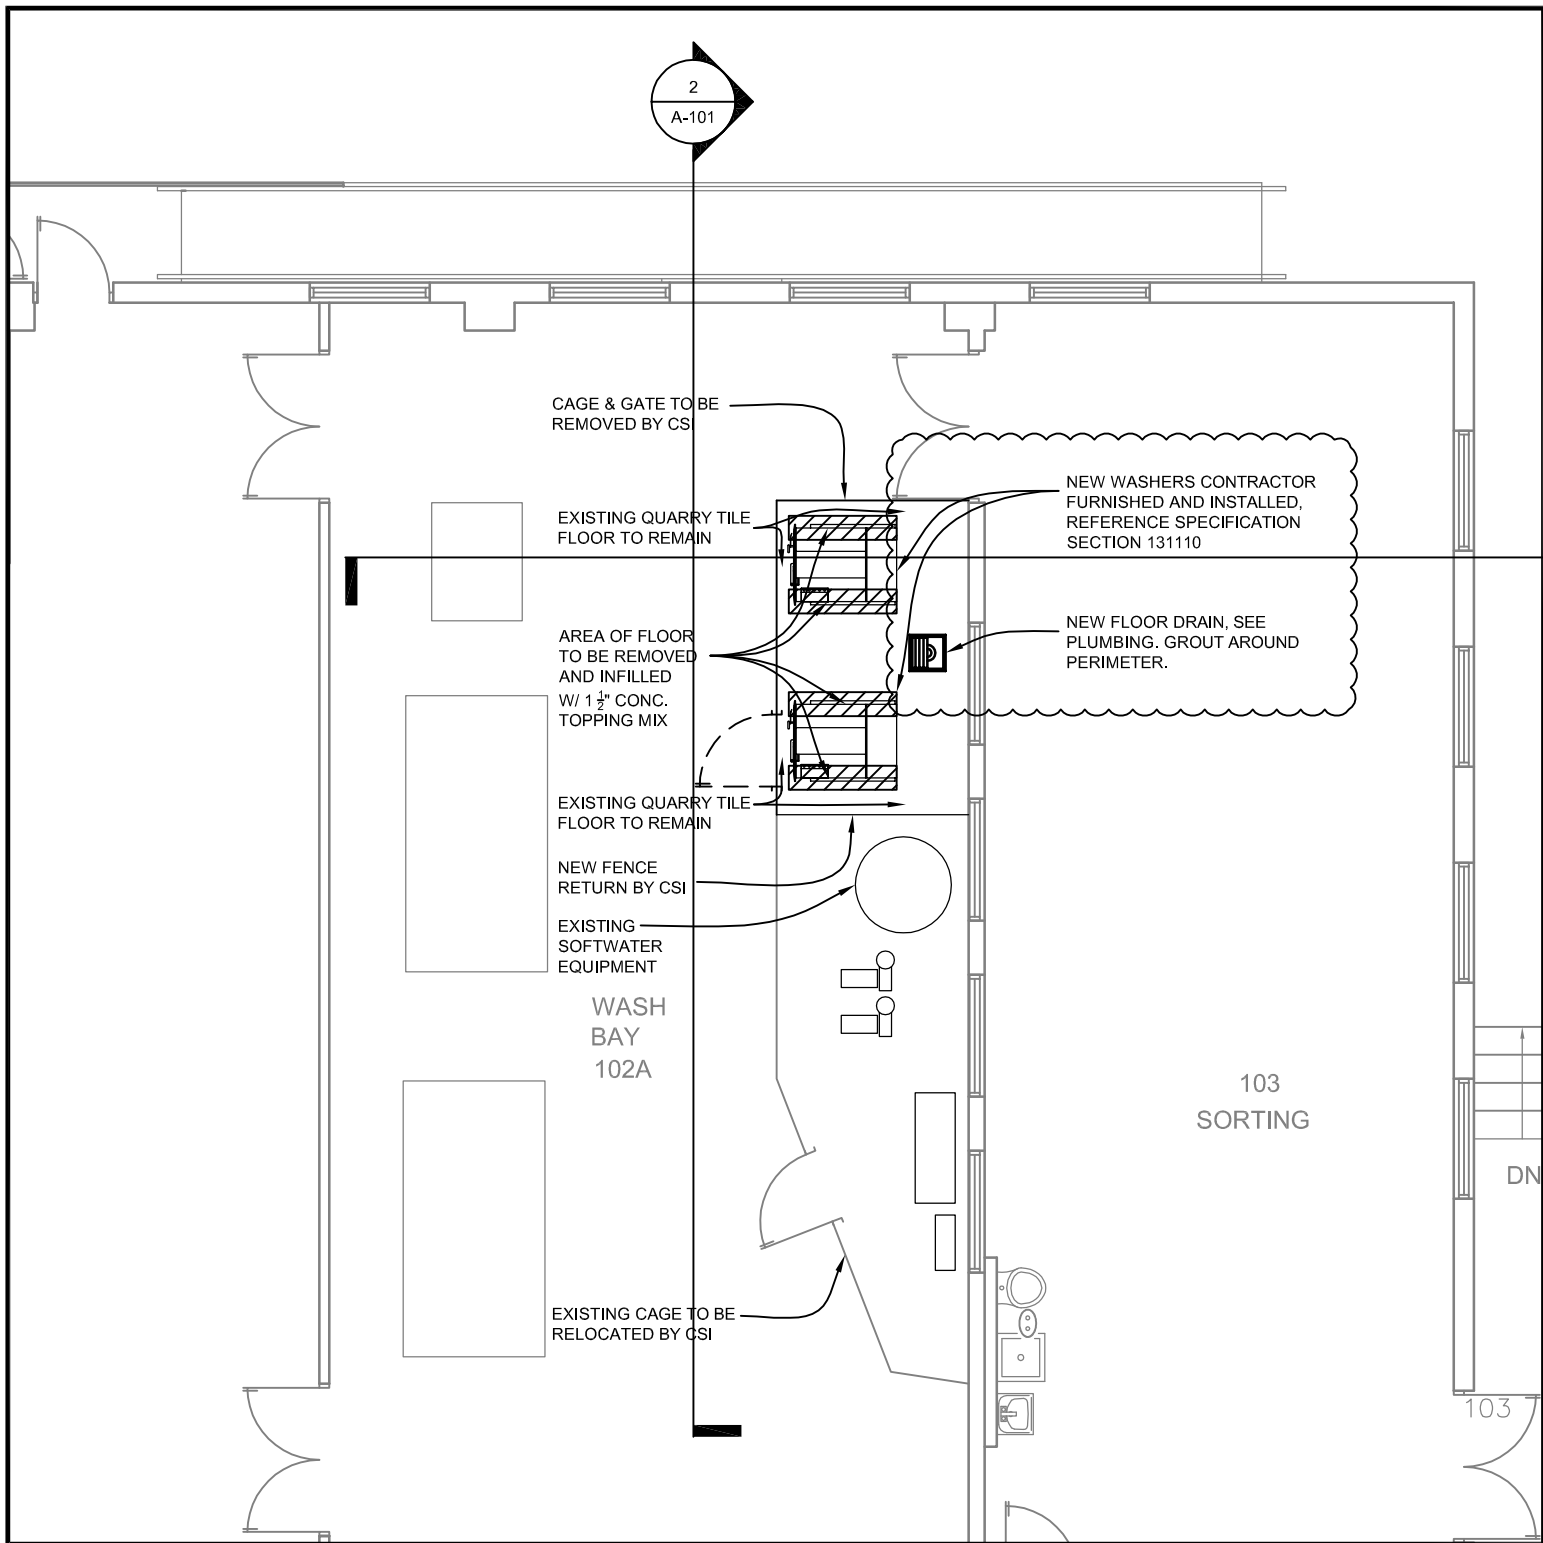 2
A-101
CAGE & GATE TO BE
REMOVED BY CSI
EXISTING QUARRY TILE
FLOOR TO REMAIN
NEW WASHERS CONTRACTOR
FURNISHED AND INSTALLED,
REFERENCE SPECIFICATION
SECTION 131110
AREA OF FLOOR
TO BE REMOVED
AND INFILLED
W/ 1 1/2" CONC.
TOPPING MIX
NEW FLOOR DRAIN, SEE
PLUMBING. GROUT AROUND
PERIMETER.
EXISTING QUARRY TILE
FLOOR TO REMAIN
NEW FENCE
RETURN BY CSI
EXISTING
SOFTWATER
EQUIPMENT
WASH
BAY
102A
103
SORTING
DN
EXISTING CAGE TO BE
RELOCATED BY CSI
103